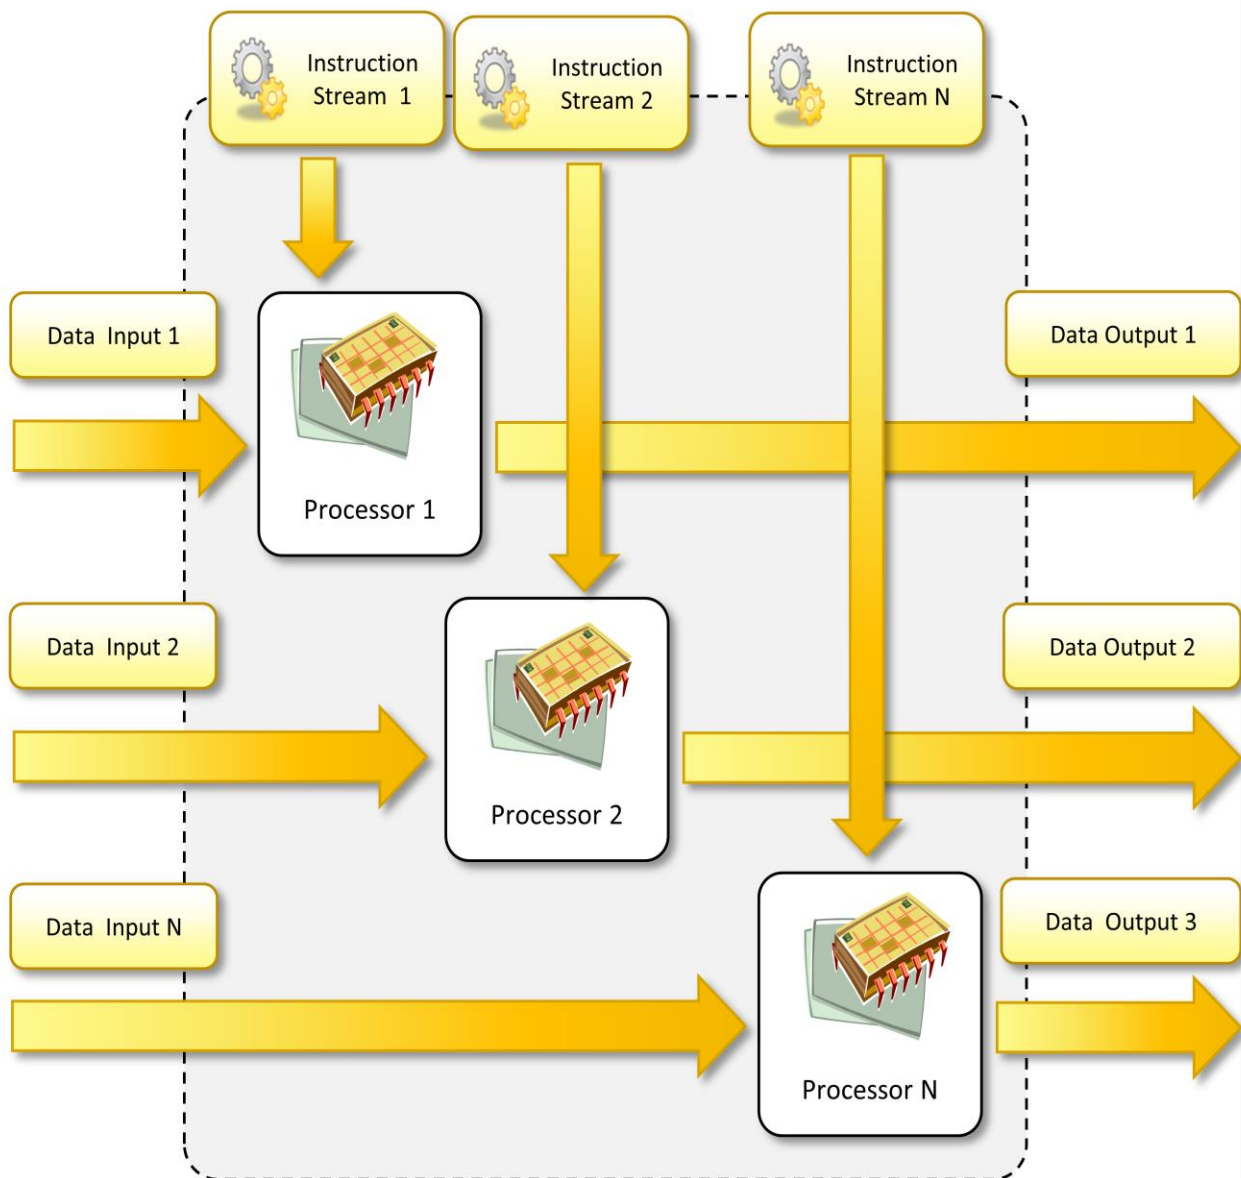 Instruction
Stream 1
Instruction
Stream 2
Instruction
Stream N
Data Input 1
Processor 1
Data Output 1
Data Input 2
Processor 2
Data Output 2
Data Input N
Processor N
Data Output 3